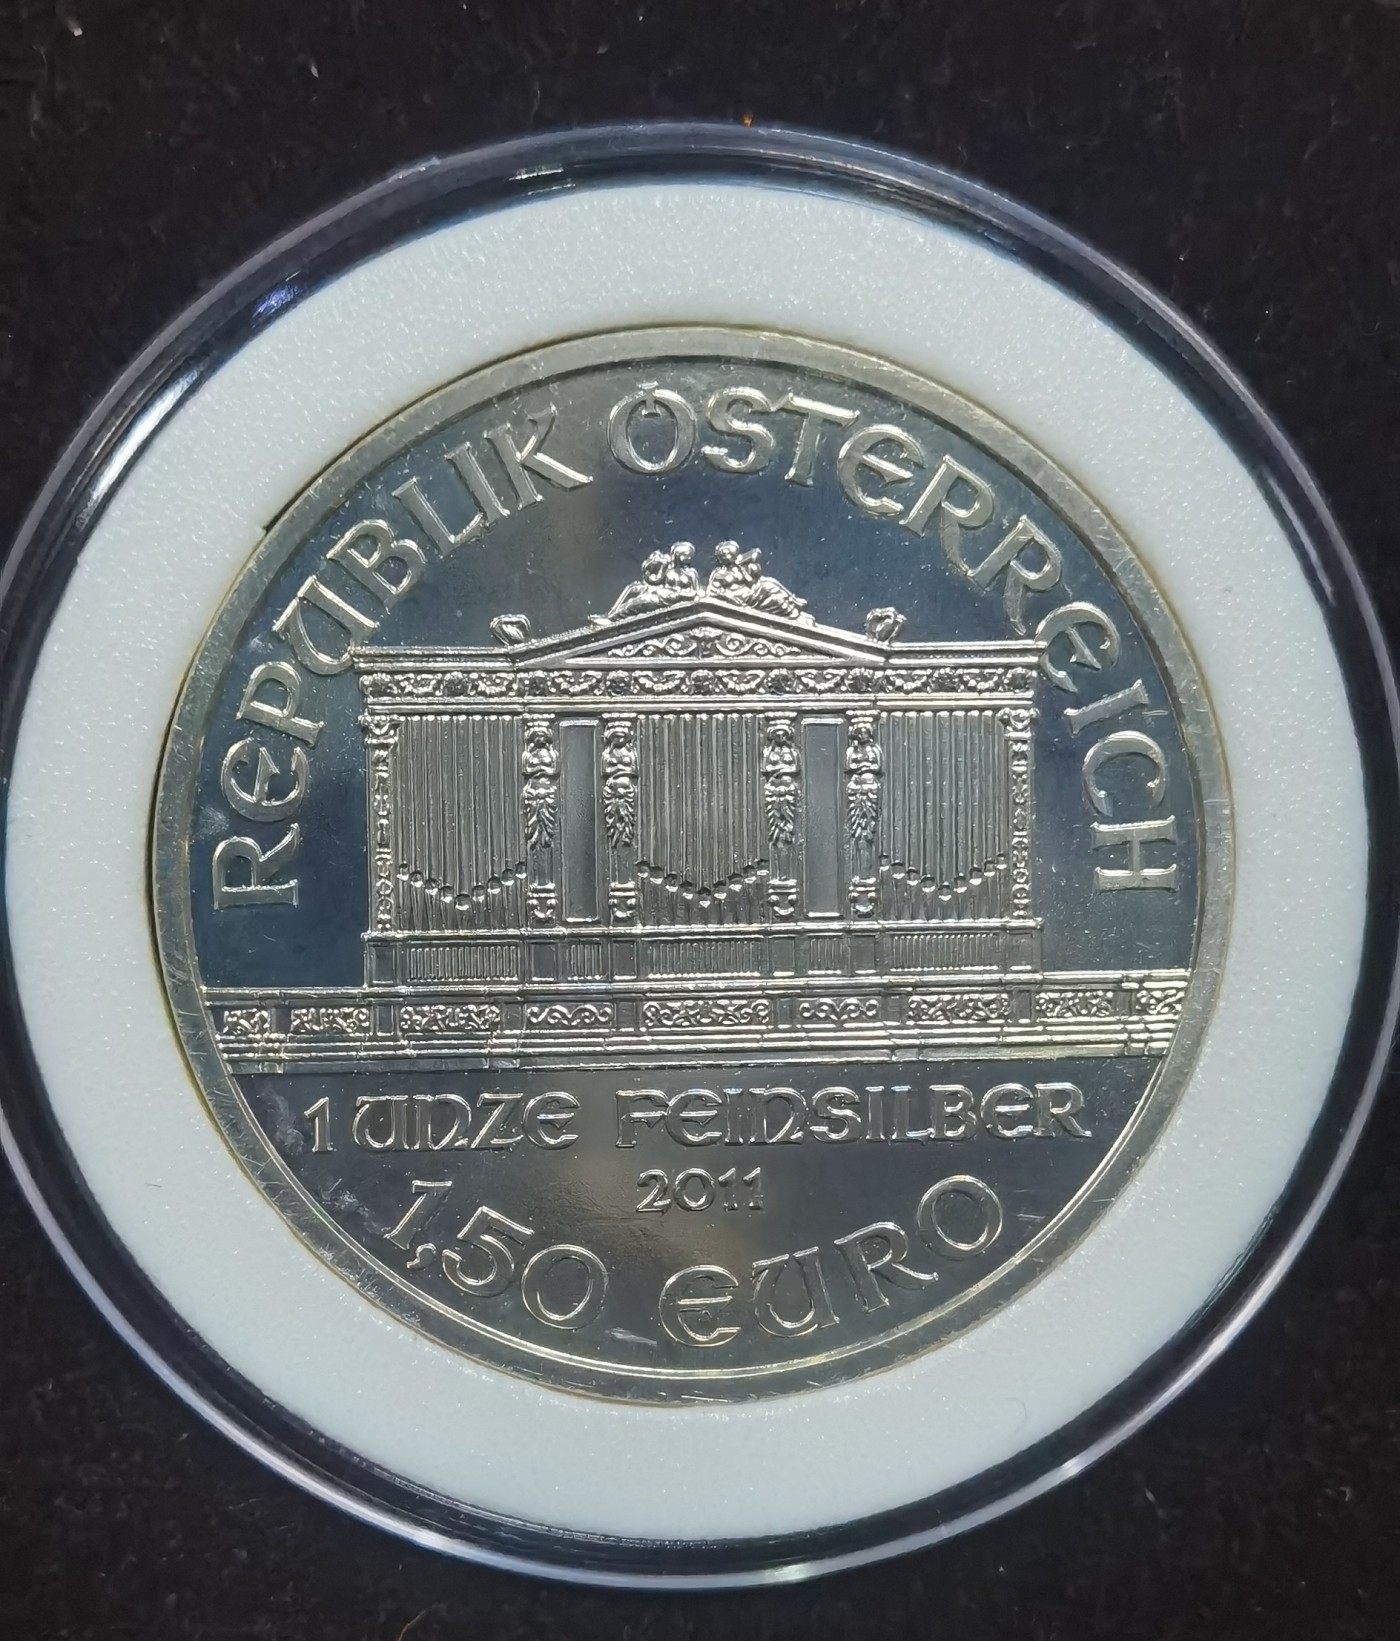 REPUBLIK ÖSTERREICH
1 UNZE FEINSILBER
2011
1,50 EURO